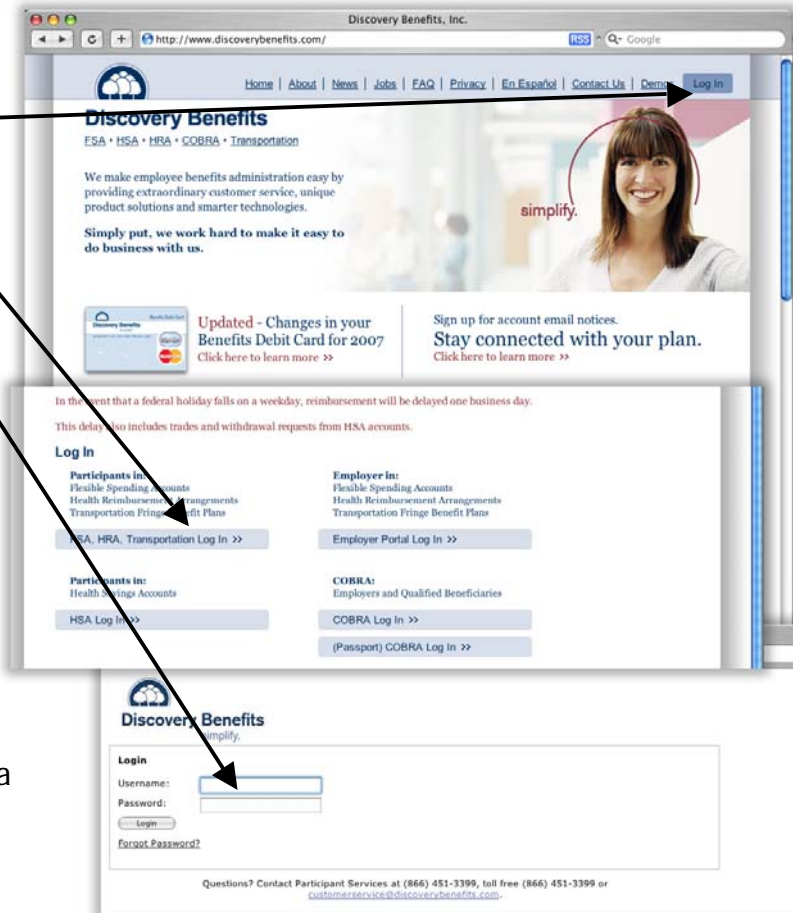 Discovery Benefits, Inc.
http://www.discoverybenefits.com/
RSS
Google
Home | About | News | Jobs | FAQ | Privacy | En Español | Contact Us | Demos
Log In
Discovery Benefits
FSA • HSA • HRA • COBRA • Transportation
We make employee benefits administration easy by
providing extraordinary customer service, unique
product solutions and smarter technologies.
Simply put, we work hard to make it easy to
do business with us.
simplify.
Discovery Benefits
Updated - Changes in your
Benefits Debit Card for 2007
Click here to learn more »
Sign up for account email notices.
Stay connected with your plan.
Click here to learn more »
In the event that a federal holiday falls on a weekday, reimbursement will be delayed one business day.
This delay also includes trades and withdrawal requests from HSA accounts.
Log In
Participants in:
Flexible Spending Accounts
Health Reimbursement Arrangements
Transportation Fringe Benefit Plans
FSA, HRA, Transportation Log In »
Employer in:
Flexible Spending Accounts
Health Reimbursement Arrangements
Transportation Fringe Benefit Plans
Employer Portal Log In »
Participants in:
Health Savings Accounts
HSA Log In »
COBRA:
Employers and Qualified Beneficiaries
COBRA Log In »
(Passport) COBRA Log In »
Discovery Benefits
simplify.
a
Login
Username:
Password:
Login
Forgot Password?
Questions? Contact Participant Services at (866) 451-3399, toll free (866) 451-3399 or
customerservice@discoverybenefits.com.